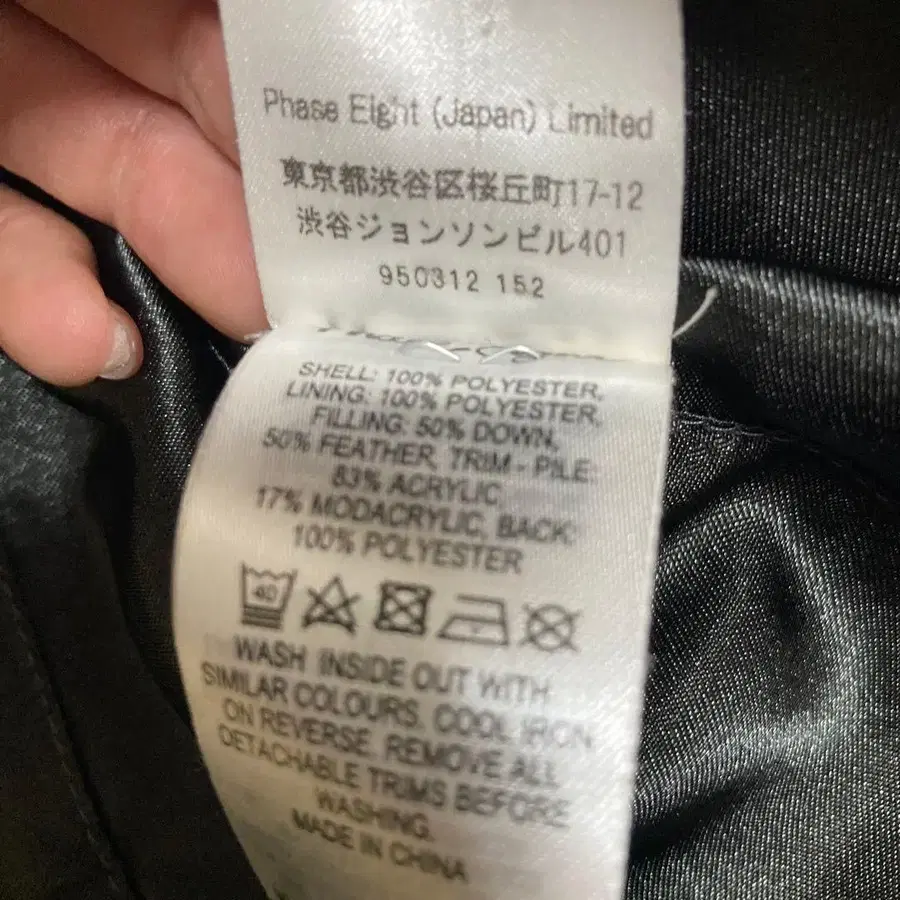 Phase Eight (Japan) Limited
東京都渋谷区桜丘町17-12
渋谷ジョンソンビル401
950312 152
SHELL: 100% POLYESTER,
LINING: 100% POLYESTER,
FILLING: 50% DOWN,
50% FEATHER, TRIM - PILE:
83% ACRYLIC
17% MODACRYLIC, BACK:
100% POLYESTER
40
WASH INSIDE OUT WITH
SIMILAR COLOURS. COOL IRON
ON REVERSE. REMOVE ALL
DETACHABLE TRIMS BEFORE
WASHING.
MADE IN CHINA